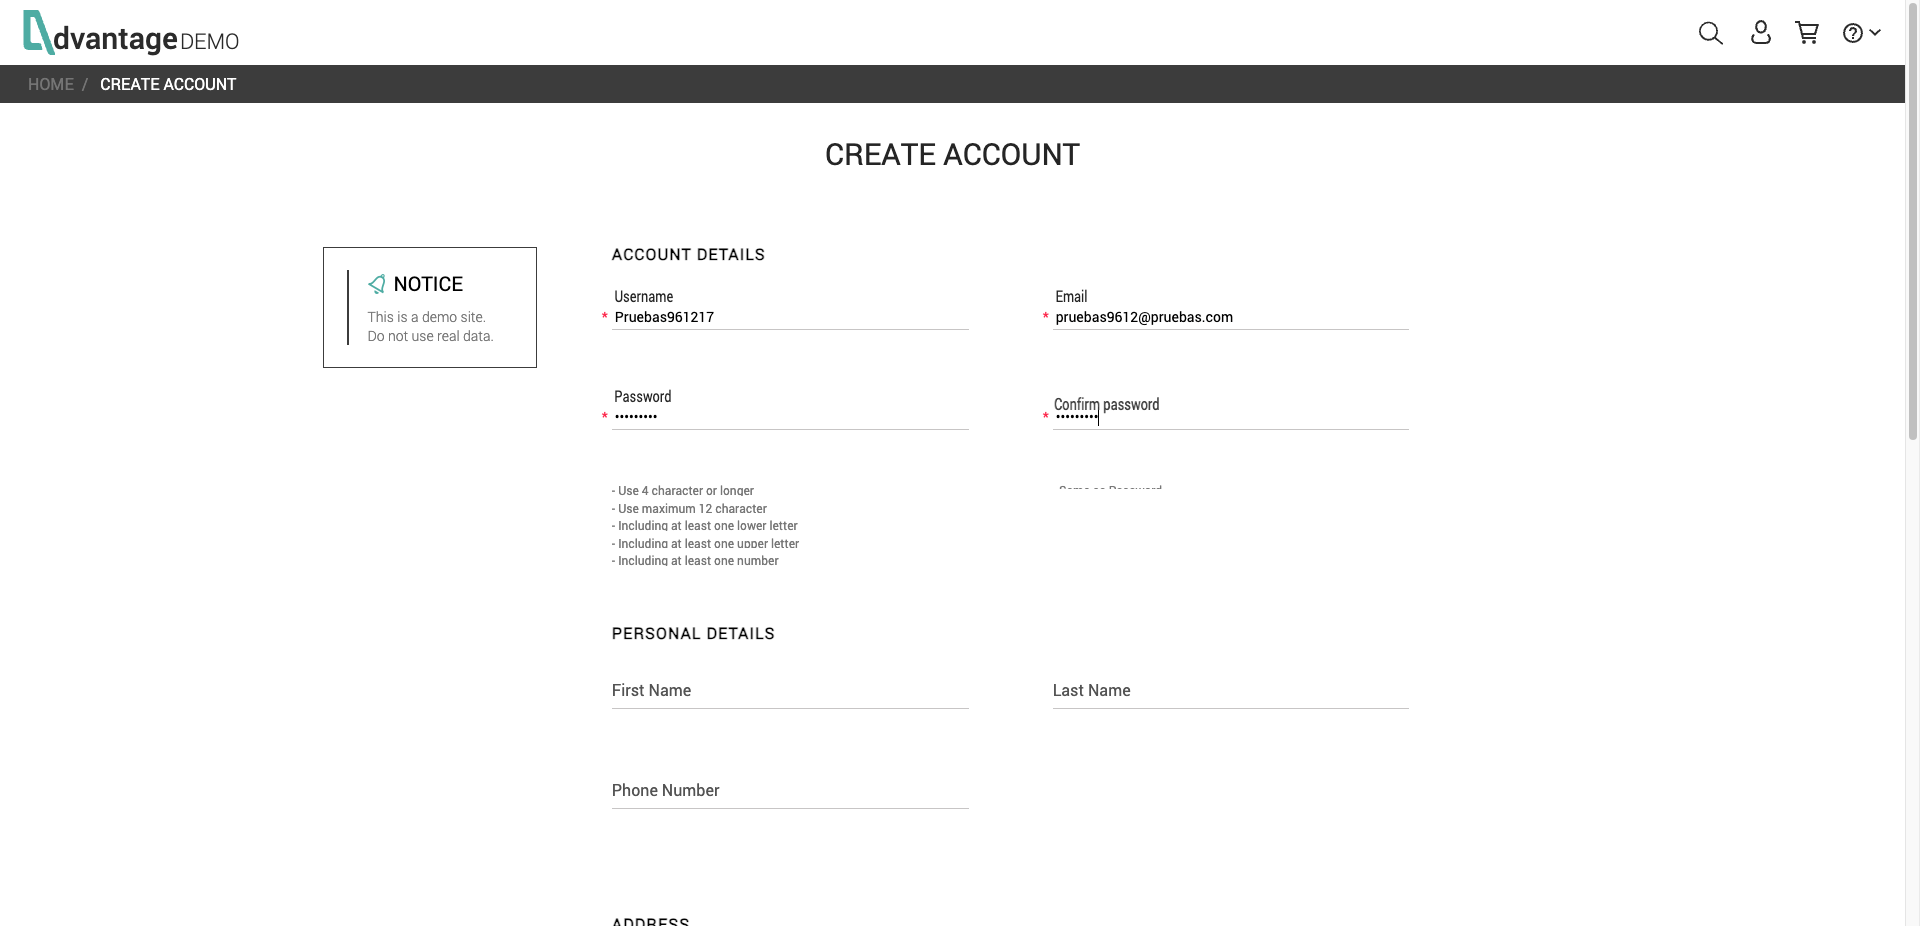 dvantage DEMO
HOME / CREATE ACCOUNT
CREATE ACCOUNT
NOTICE
This is a demo site.
Do not use real data.
ACCOUNT DETAILS
Username
* Pruebas961217
Email
* pruebas9612@pruebas.com
Password
* •••••••••
Confirm password
* •••••••••
- Use 4 character or longer
- Use maximum 12 character
- Including at least one lower letter
- Including at least one upper letter
- Including at least one number
PERSONAL DETAILS
First Name
Last Name
Phone Number
ADDRESS